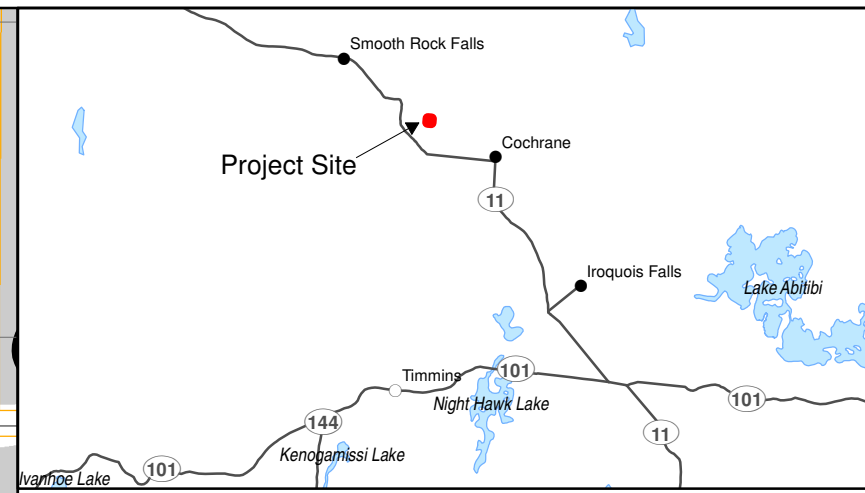 Smooth Rock Falls
Project Site
Cochrane
11
Iroquois Falls
Lake Abitibi
Timmins
101
Night Hawk Lake
101
144
11
Kenogamissi Lake
101
Ivanhoe Lake